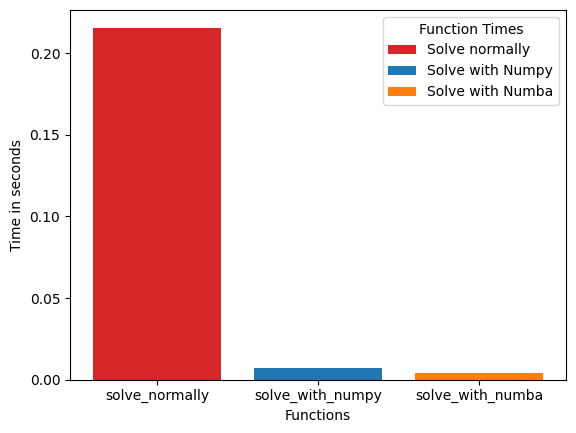 Function Times
Solve normally
Solve with Numpy
Solve with Numba
Time in seconds
0.20
0.15
0.10
0.05
0.00
solve_normally solve_with_numpy solve_with_numba
Functions